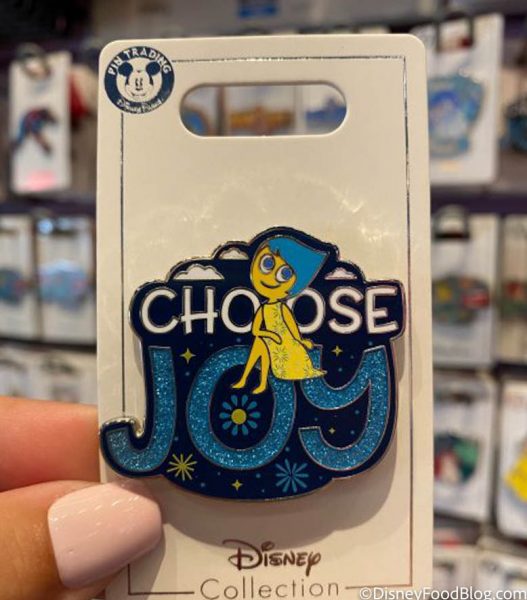 PIN TRADING
Disney Parks
CHOOSE
JOY
Disney
Collection
©DisneyFoodBlog.com